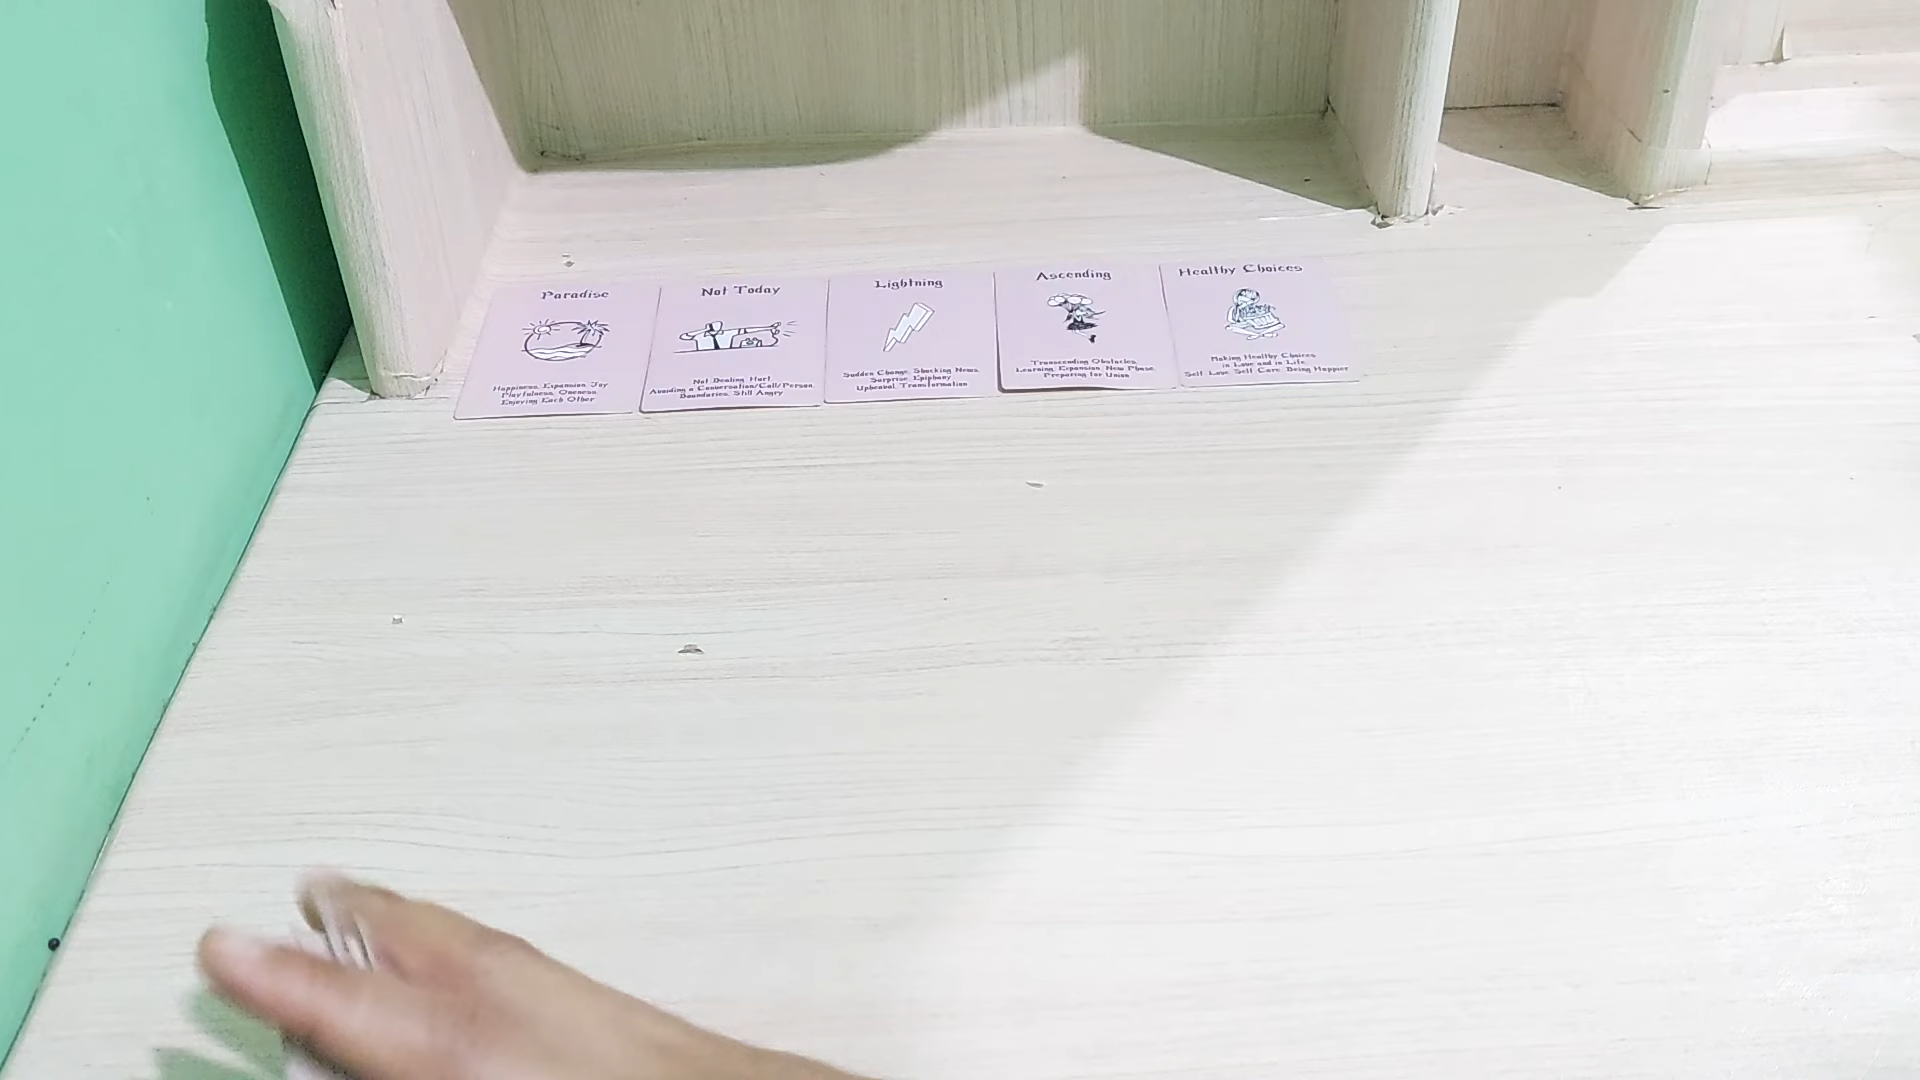 Paradise
Happiness, Expansion, Joy
Playfulness, Oneness,
Enjoying Each Other
Not Today
Not Dealing, Hurt
Avoiding a Conversation/Call/Person,
Boundaries, Still Angry
Lightning
Sudden Change, Shocking News,
Surprise, Epiphany
Upheaval, Transformation
Ascending
Transcending Obstacles,
Learning, Expansion, New Phase,
Preparing for Union
Healthy Choices
Making Healthy Choices
in Love and in Life
Self Love, Self Care, Being Happier